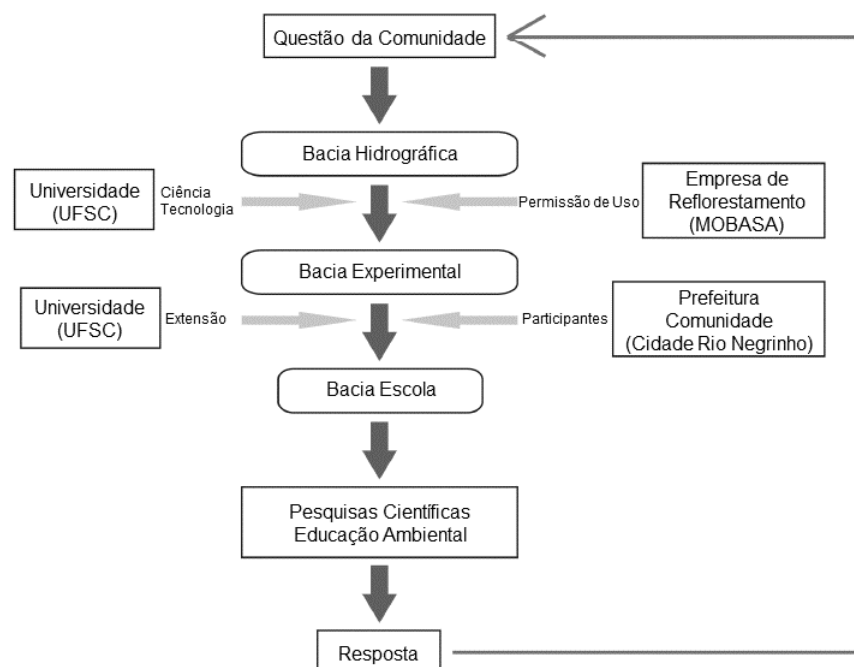 Questão da Comunidade
Bacia Hidrográfica
Universidade
(UFSC)
Ciência
Tecnologia
Permissão de Uso
Empresa de
Reflorestamento
(MOBASA)
Bacia Experimental
Universidade
(UFSC)
Extensão
Participantes
Prefeitura
Comunidade
(Cidade Rio Negrinho)
Bacia Escola
Pesquisas Científicas
Educação Ambiental
Resposta